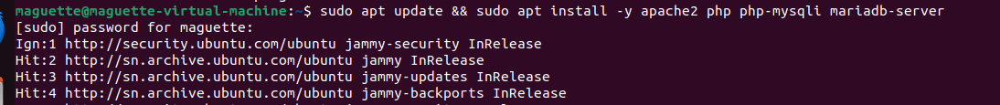 maguette@maguette-virtual-machine:~$ sudo apt update && sudo apt install -y apache2 php php-mysqli mariadb-server
[sudo] password for maguette:
Ign:1 http://security.ubuntu.com/ubuntu jammy-security InRelease
Hit:2 http://sn.archive.ubuntu.com/ubuntu jammy InRelease
Hit:3 http://sn.archive.ubuntu.com/ubuntu jammy-updates InRelease
Hit:4 http://sn.archive.ubuntu.com/ubuntu jammy-backports InRelease